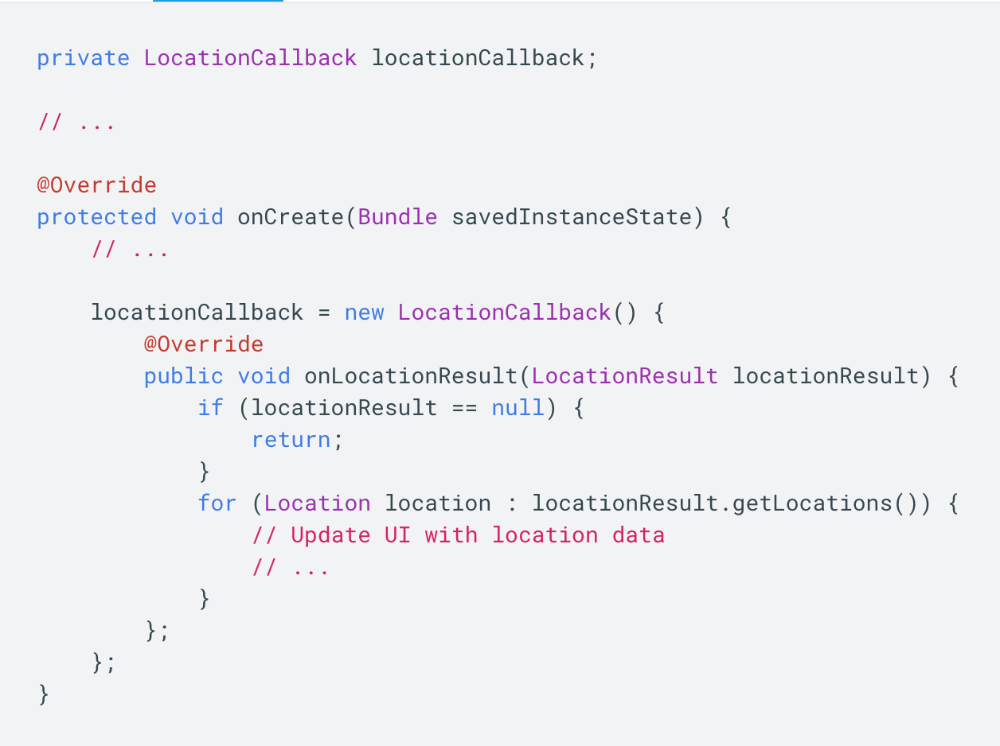 private LocationCallback locationCallback;
// ...
@Override
protected void onCreate(Bundle savedInstanceState) {
    // ...
    locationCallback = new LocationCallback() {
        @Override
        public void onLocationResult(LocationResult locationResult) {
            if (locationResult == null) {
                return;
            }
            for (Location location : locationResult.getLocations()) {
                // Update UI with location data
                // ...
            }
        };
    };
}